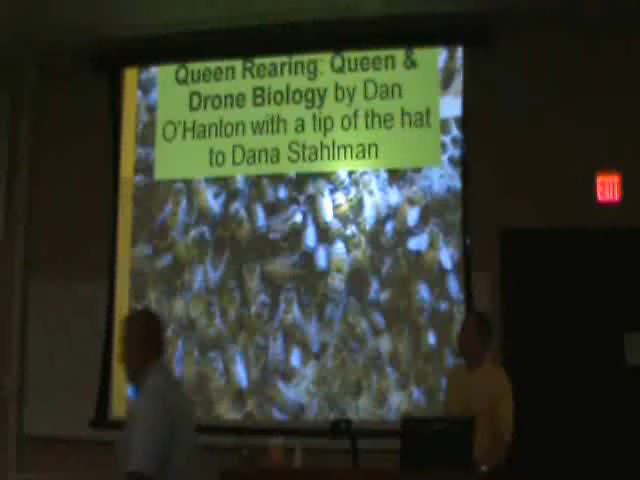 Queen Rearing: Queen &
Drone Biology by Dan
O'Hanlon with a tip of the hat
to Dana Stahlman
EXIT